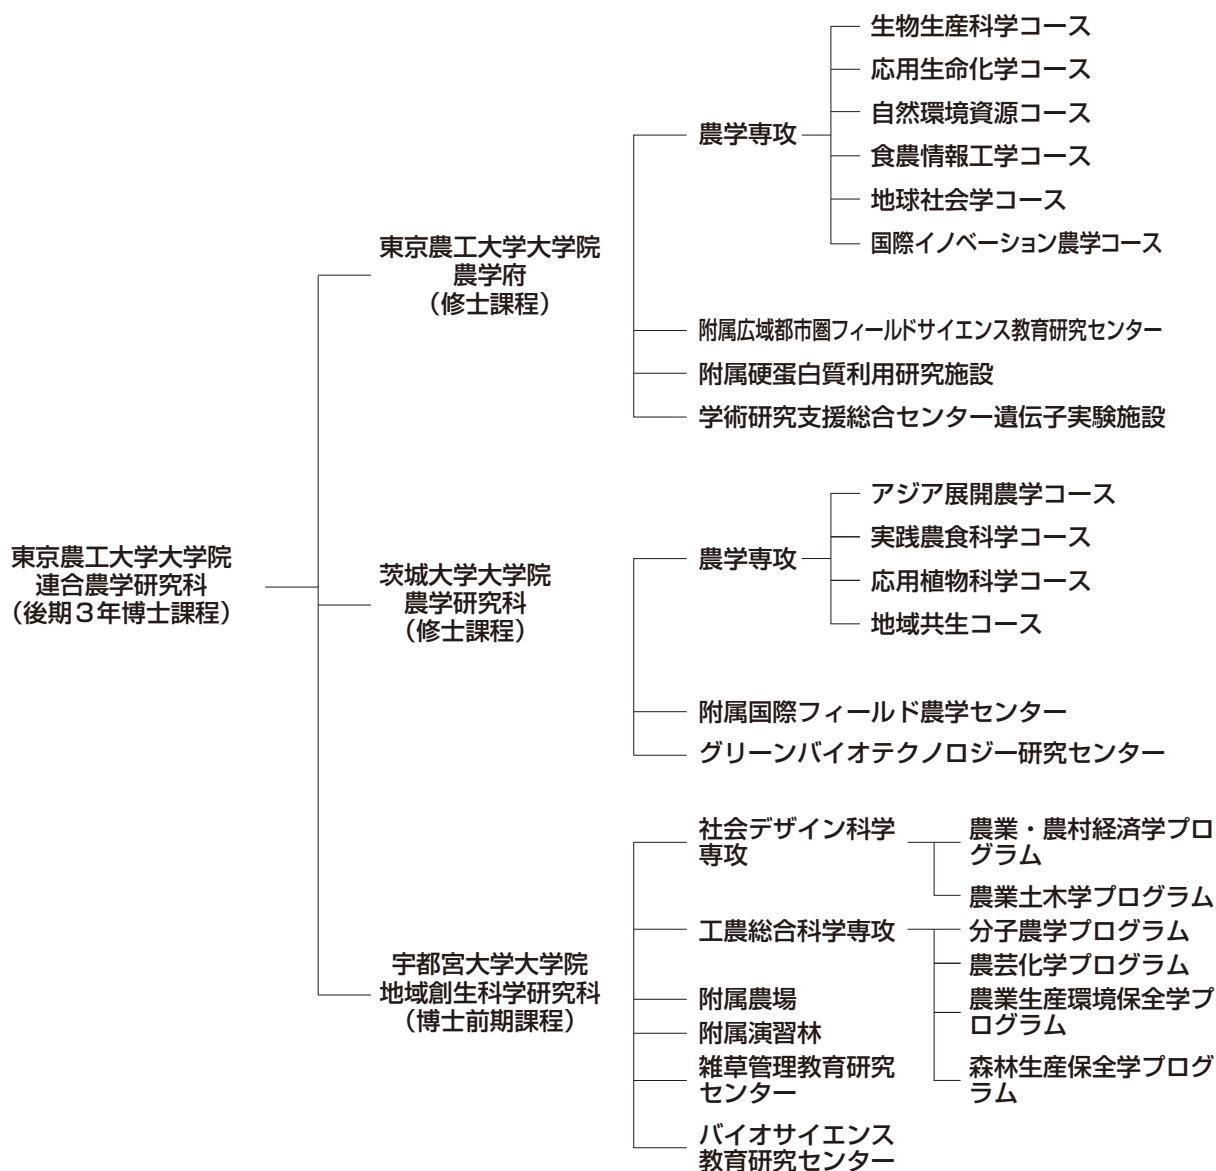 東京農工大学大学院
連合農学研究科
(後期3年博士課程)
東京農工大学大学院
農学府
(修士課程)
農学専攻
生物生産科学コース
応用生命化学コース
自然環境資源コース
食農情報工学コース
地球社会学コース
国際イノベーション農学コース
附属広域都市圏フィールドサイエンス教育研究センター
附属硬蛋白質利用研究施設
学術研究支援総合センター遺伝子実験施設
茨城大学大学院
農学研究科
(修士課程)
農学専攻
アジア展開農学コース
実践農食科学コース
応用植物科学コース
地域共生コース
附属国際フィールド農学センター
グリーンバイオテクノロジー研究センター
宇都宮大学大学院
地域創生科学研究科
(博士前期課程)
社会デザイン科学
専攻
農業・農村経済学プロ
グラム
農業土木学プログラム
工農総合科学専攻
分子農学プログラム
農芸化学プログラム
農業生産環境保全学プ
ログラム
森林生産保全学プログ
ラム
附属農場
附属演習林
雑草管理教育研究
センター
バイオサイエンス
教育研究センター